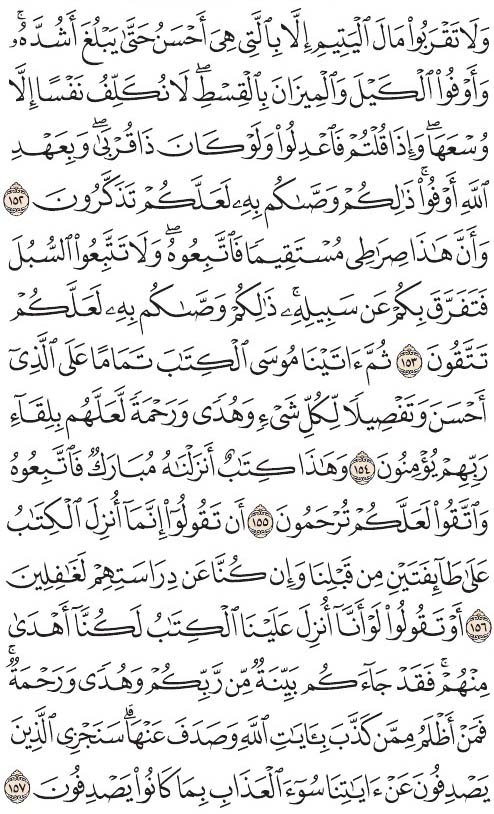 وَلَا تَقْرَبُوا۟ مَالَ ٱلْيَتِيمِ إِلَّا بِٱلَّتِى هِىَ أَحْسَنُ حَتَّىٰ يَبْلُغَ أَشُدَّهُۥ ۖ
وَأَوْفُوا۟ ٱلْكَيْلَ وَٱلْمِيزَانَ بِٱلْقِسْطِ ۖ لَا نُكَلِّفُ نَفْسًا إِلَّا
وُسْعَهَا ۖ وَإِذَا قُلْتُمْ فَٱعْدِلُوا۟ وَلَوْ كَانَ ذَا قُرْبَىٰ ۖ وَبِعَهْدِ
ٱللَّهِ أَوْفُوا۟ ۚ ذَٰلِكُمْ وَصَّىٰكُم بِهِۦ لَعَلَّكُمْ تَذَكَّرُونَ ١٥٢
وَأَنَّ هَٰذَا صِرَٰطِى مُسْتَقِيمًا فَٱتَّبِعُوهُ ۖ وَلَا تَتَّبِعُوا۟ ٱلسُّبُلَ
فَتَفَرَّقَ بِكُمْ عَن سَبِيلِهِۦ ۚ ذَٰلِكُمْ وَصَّىٰكُم بِهِۦ لَعَلَّكُمْ
تَتَّقُونَ ١٥٣ ثُمَّ ءَاتَيْنَا مُوسَى ٱلْكِتَٰبَ تَمَامًا عَلَى ٱلَّذِىٓ
أَحْسَنَ وَتَفْصِيلًا لِّكُلِّ شَىْءٍ وَهُدًى وَرَحْمَةً لَّعَلَّهُم بِلِقَآءِ
رَبِّهِمْ يُؤْمِنُونَ ١٥٤ وَهَٰذَا كِتَٰبٌ أَنزَلْنَٰهُ مُبَارَكٌ فَٱتَّبِعُوهُ
وَٱتَّقُوا۟ لَعَلَّكُمْ تُرْحَمُونَ ١٥٥ أَن تَقُولُوٓا۟ إِنَّمَآ أُنزِلَ ٱلْكِتَٰبُ
عَلَىٰ طَآئِفَتَيْنِ مِن قَبْلِنَا وَإِن كُنَّا عَن دِرَاسَتِهِمْ لَغَٰفِلِينَ
١٥٦ أَوْ تَقُولُوا۟ لَوْ أَنَّآ أُنزِلَ عَلَيْنَا ٱلْكِتَٰبُ لَكُنَّآ أَهْدَىٰ
مِنْهُمْ ۚ فَقَدْ جَآءَكُم بَيِّنَةٌ مِّن رَّبِّكُمْ وَهُدًى وَرَحْمَةٌ ۚ
فَمَنْ أَظْلَمُ مِمَّن كَذَّبَ بِـَٔايَٰتِ ٱللَّهِ وَصَدَفَ عَنْهَا ۗ سَنَجْزِى ٱلَّذِينَ
يَصْدِفُونَ عَنْ ءَايَٰتِنَا سُوٓءَ ٱلْعَذَابِ بِمَا كَانُوا۟ يَصْدِفُونَ ١٥٧